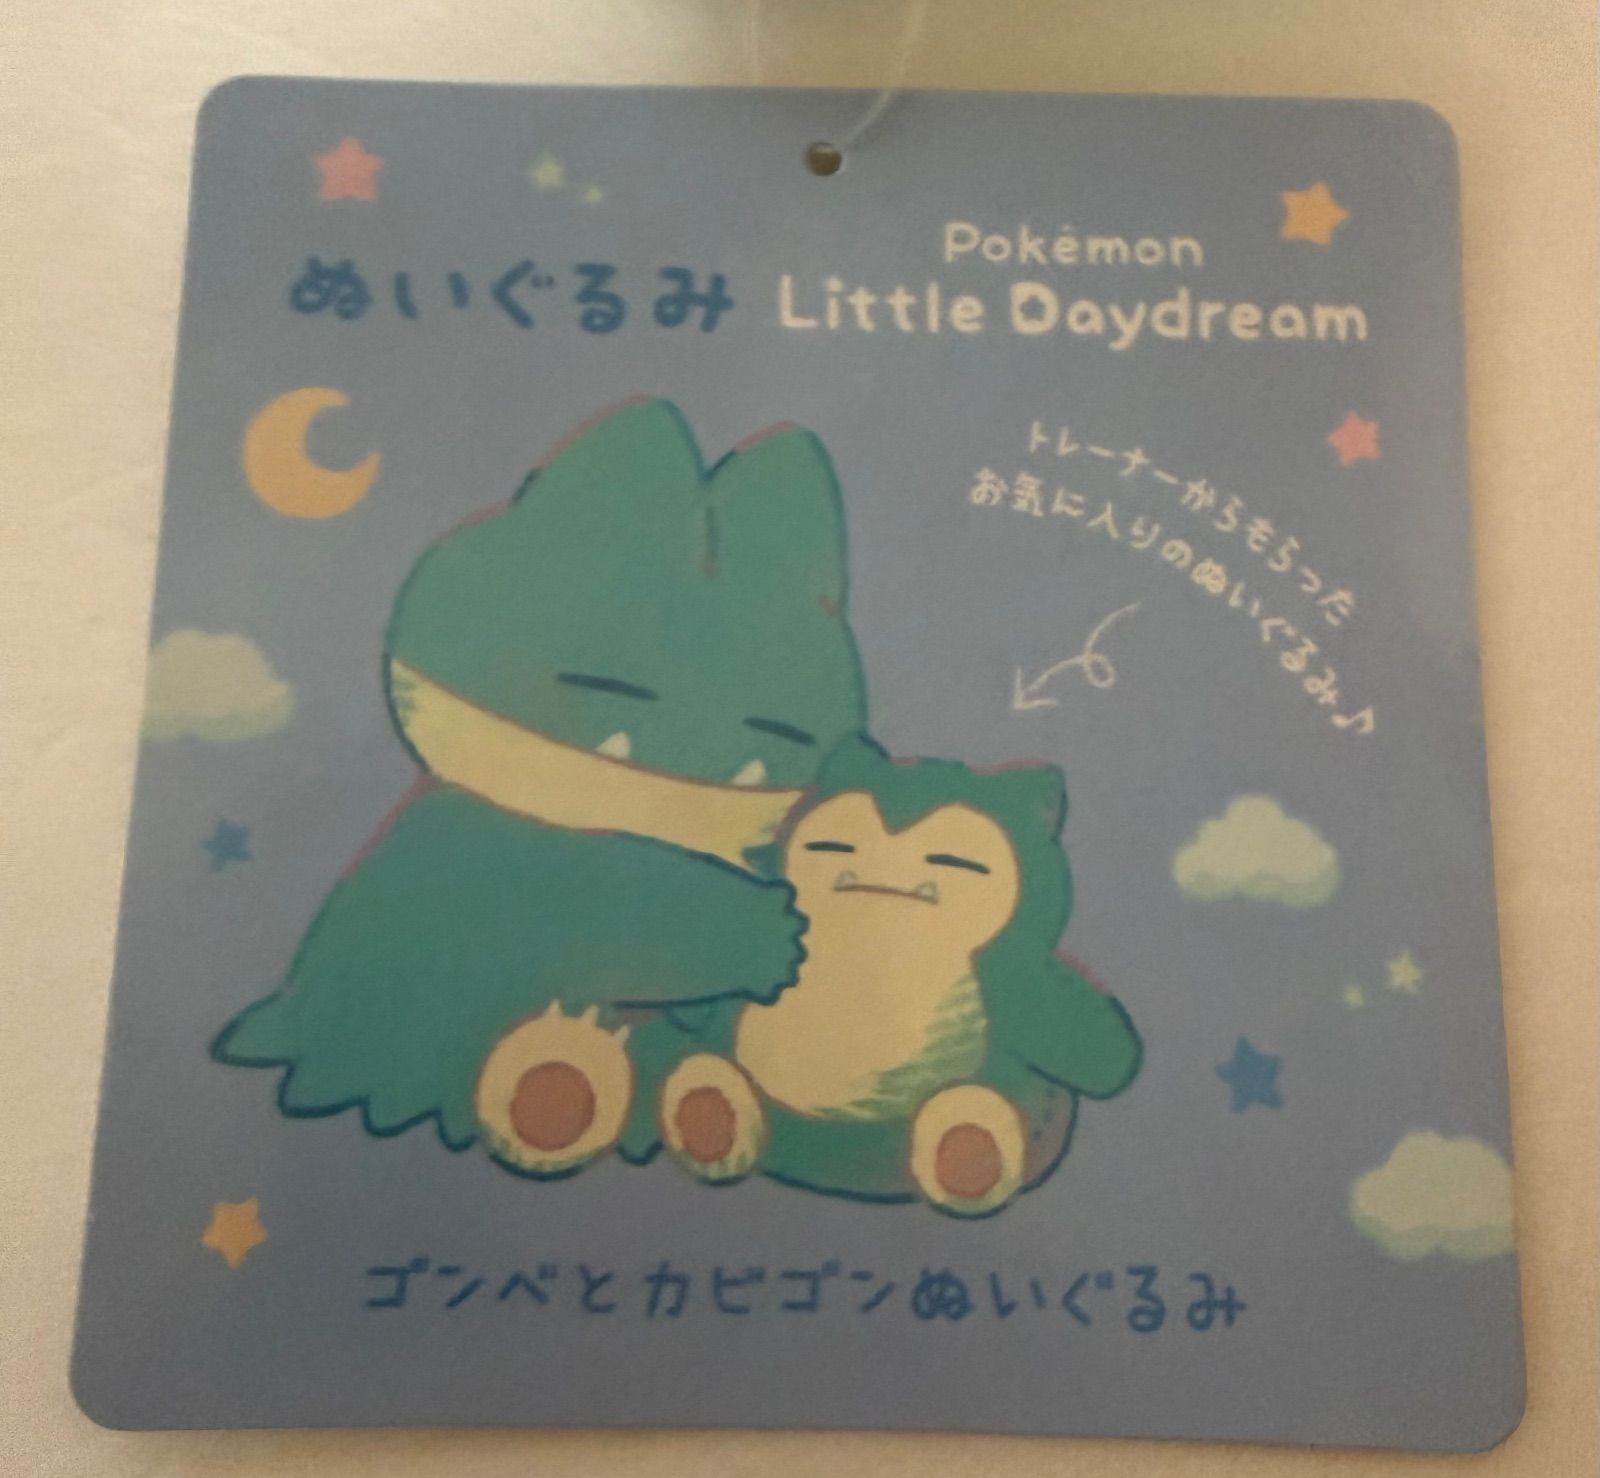 ぬいぐるみ
Pokémon
Little Daydream
トレーナーからもらった
お気に入りのぬいぐるみ♪
ゴンベとカビゴンぬいぐるみ